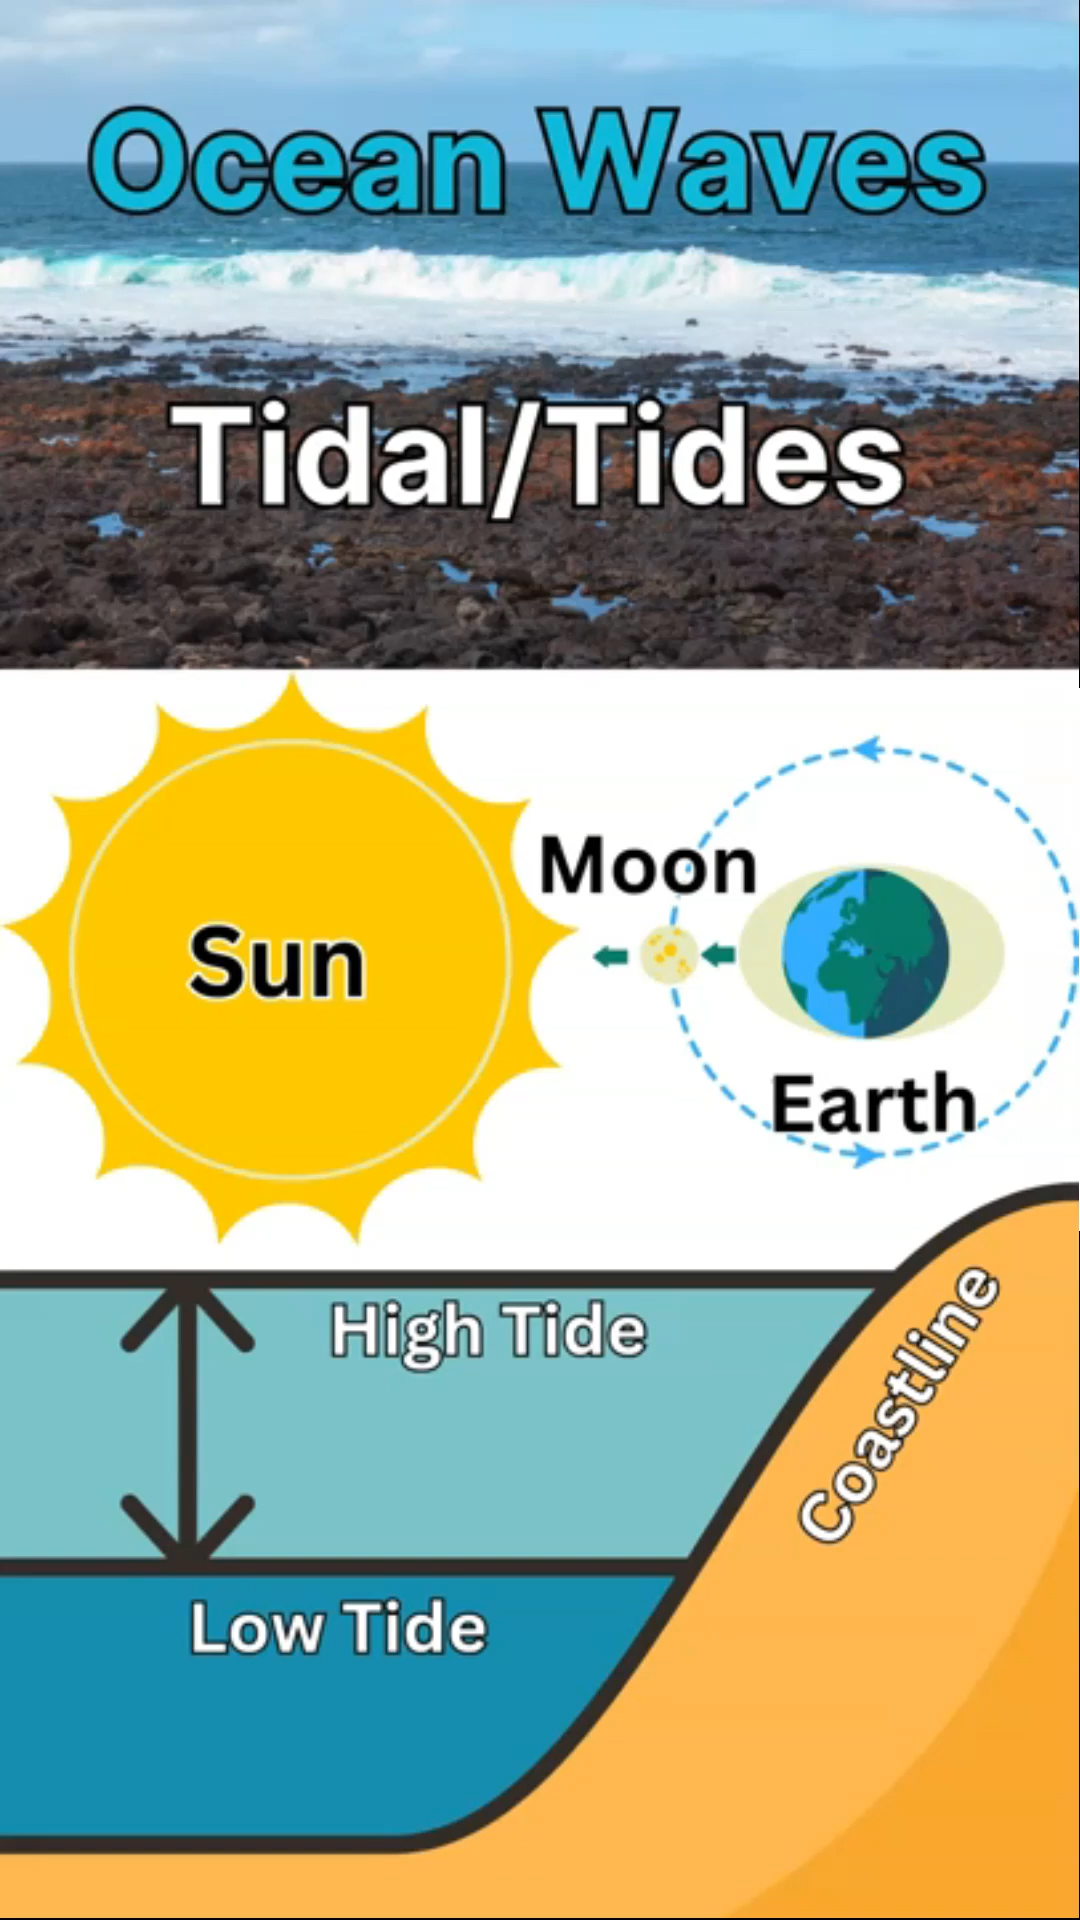 Ocean Waves
Tidal/Tides
Moon
Sun
Earth
High Tide
Coastline
Low Tide